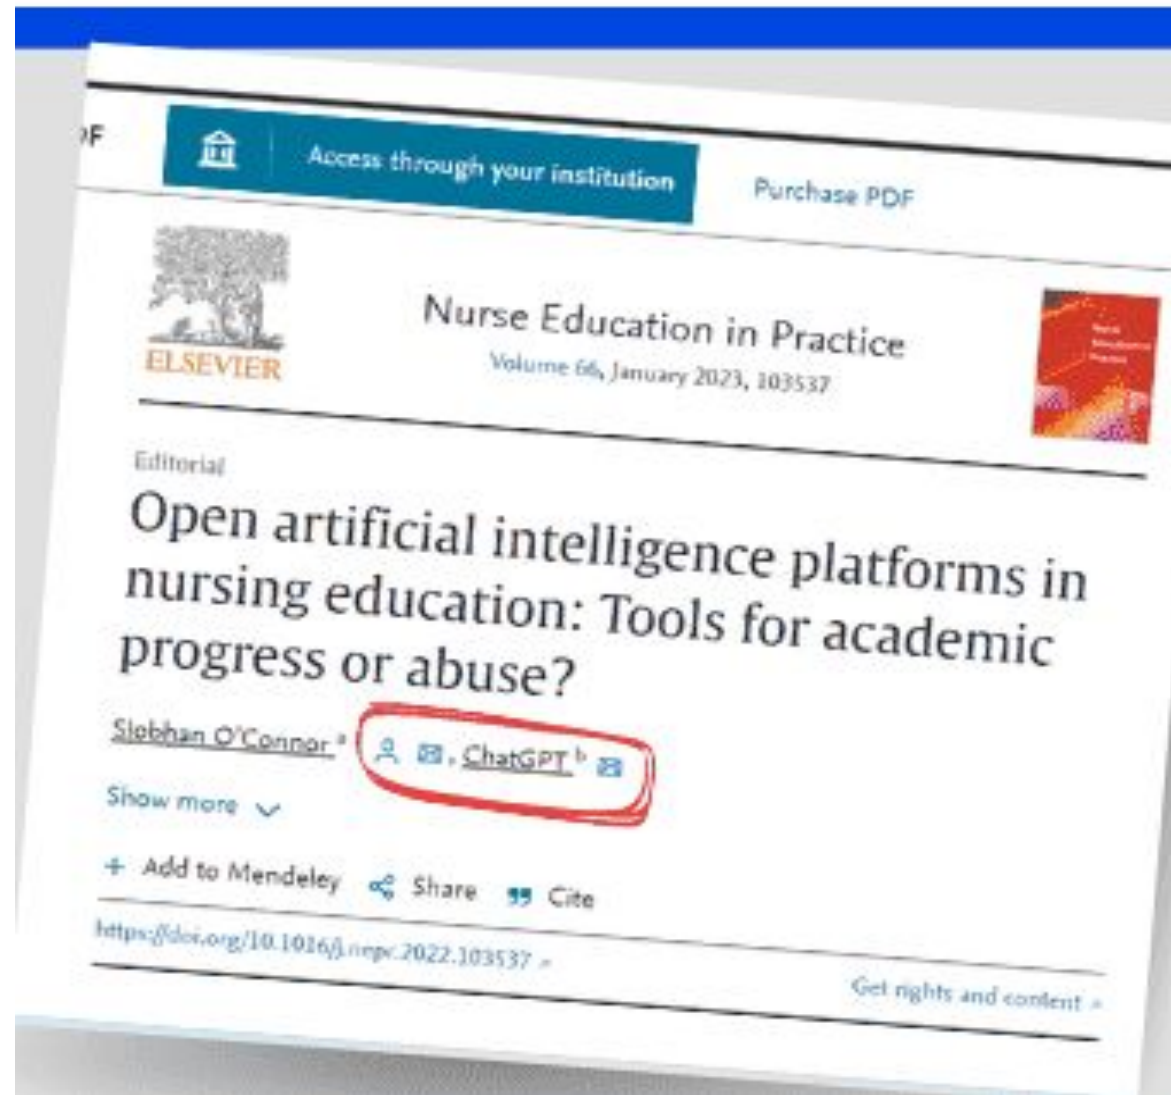 Access through your institution
Purchase PDF
ELSEVIER
Nurse Education in Practice
Volume 66, January 2023, 103537
Editorial
Open artificial intelligence platforms in
nursing education: Tools for academic
progress or abuse?
Siobhan O'Connor a , ChatGPT b
Show more
+ Add to Mendeley Share Cite
https://doi.org/10.1016/j.nepr.2022.103537
Get rights and content